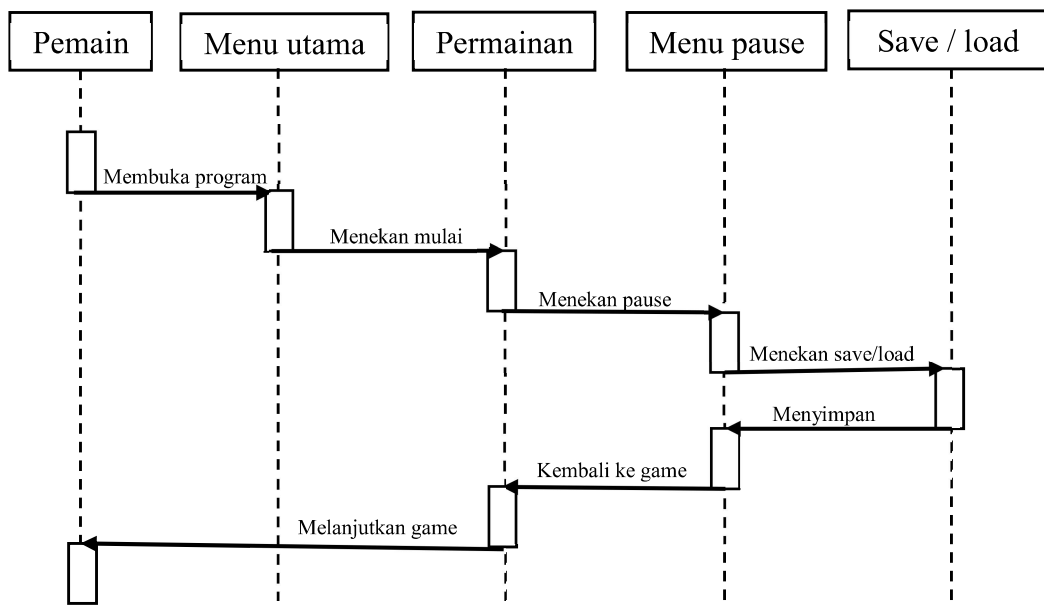 Pemain
Menu utama
Permainan
Menu pause
Save / load
Membuka program
Menekan mulai
Menekan pause
Menekan save/load
Menyimpan
Kembali ke game
Melanjutkan game